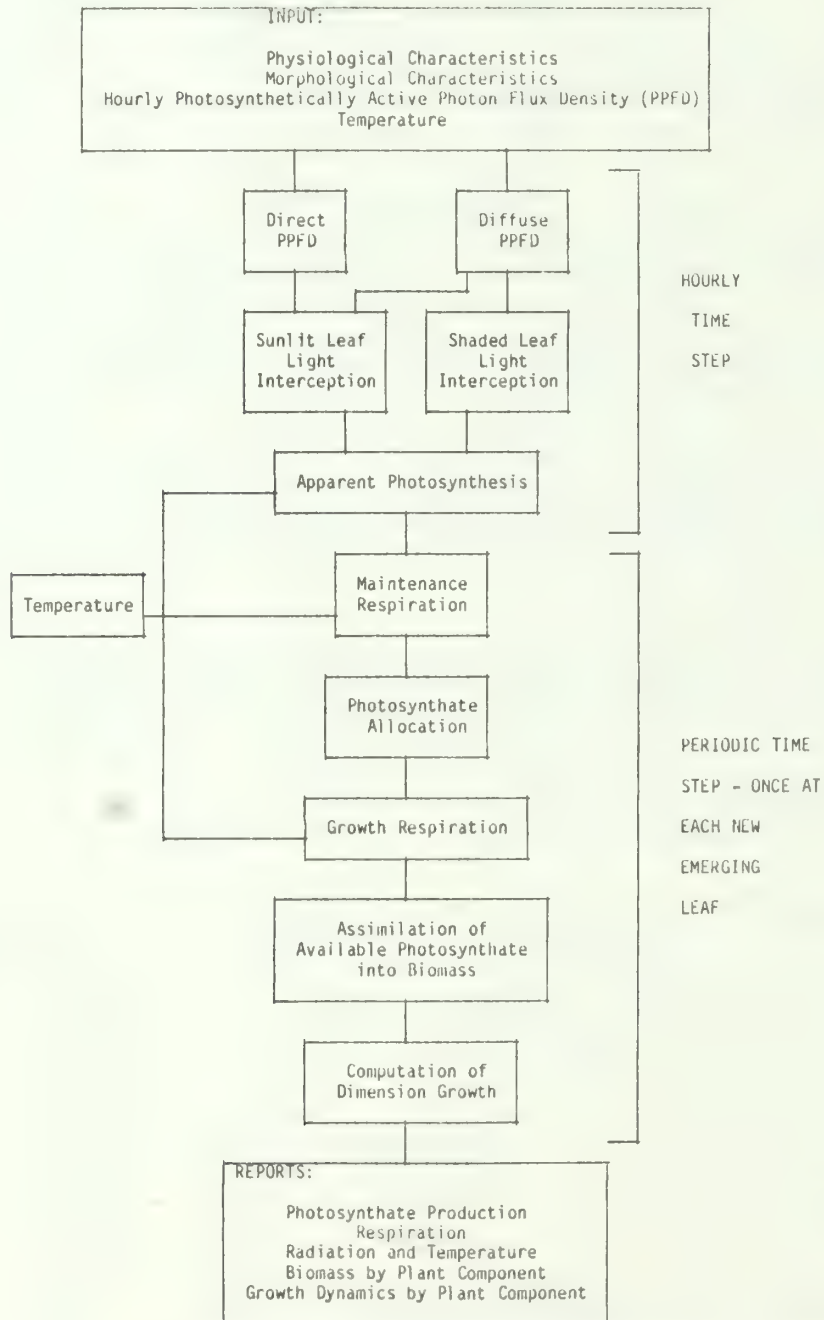 INPUT:
Physiological Characteristics
Morphological Characteristics
Hourly Photosynthetically Active Photon Flux Density (PPFD)
Temperature
Direct
PPFD
Diffuse
PPFD
Sunlit Leaf
Light
Interception
Shaded Leaf
Light
Interception
HOURLY
TIME
STEP
Apparent Photosynthesis
Temperature
Maintenance
Respiration
Photosynthate
Allocation
Growth Respiration
Assimilation of
Available Photosynthate
into Biomass
Computation of
Dimension Growth
PERIODIC TIME
STEP - ONCE AT
EACH NEW
EMERGING
LEAF
REPORTS:
Photosynthate Production
Respiration
Radiation and Temperature
Biomass by Plant Component
Growth Dynamics by Plant Component